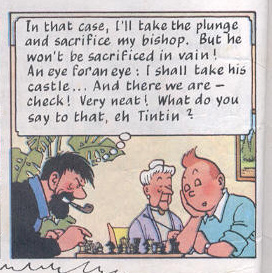 In that case, I'll take the plunge
and sacrifice my bishop. But he
won't be sacrificed in vain!
An eye for an eye: I shall take his
castle... And there we are —
check! Very neat! What do you
say to that, eh Tintin?